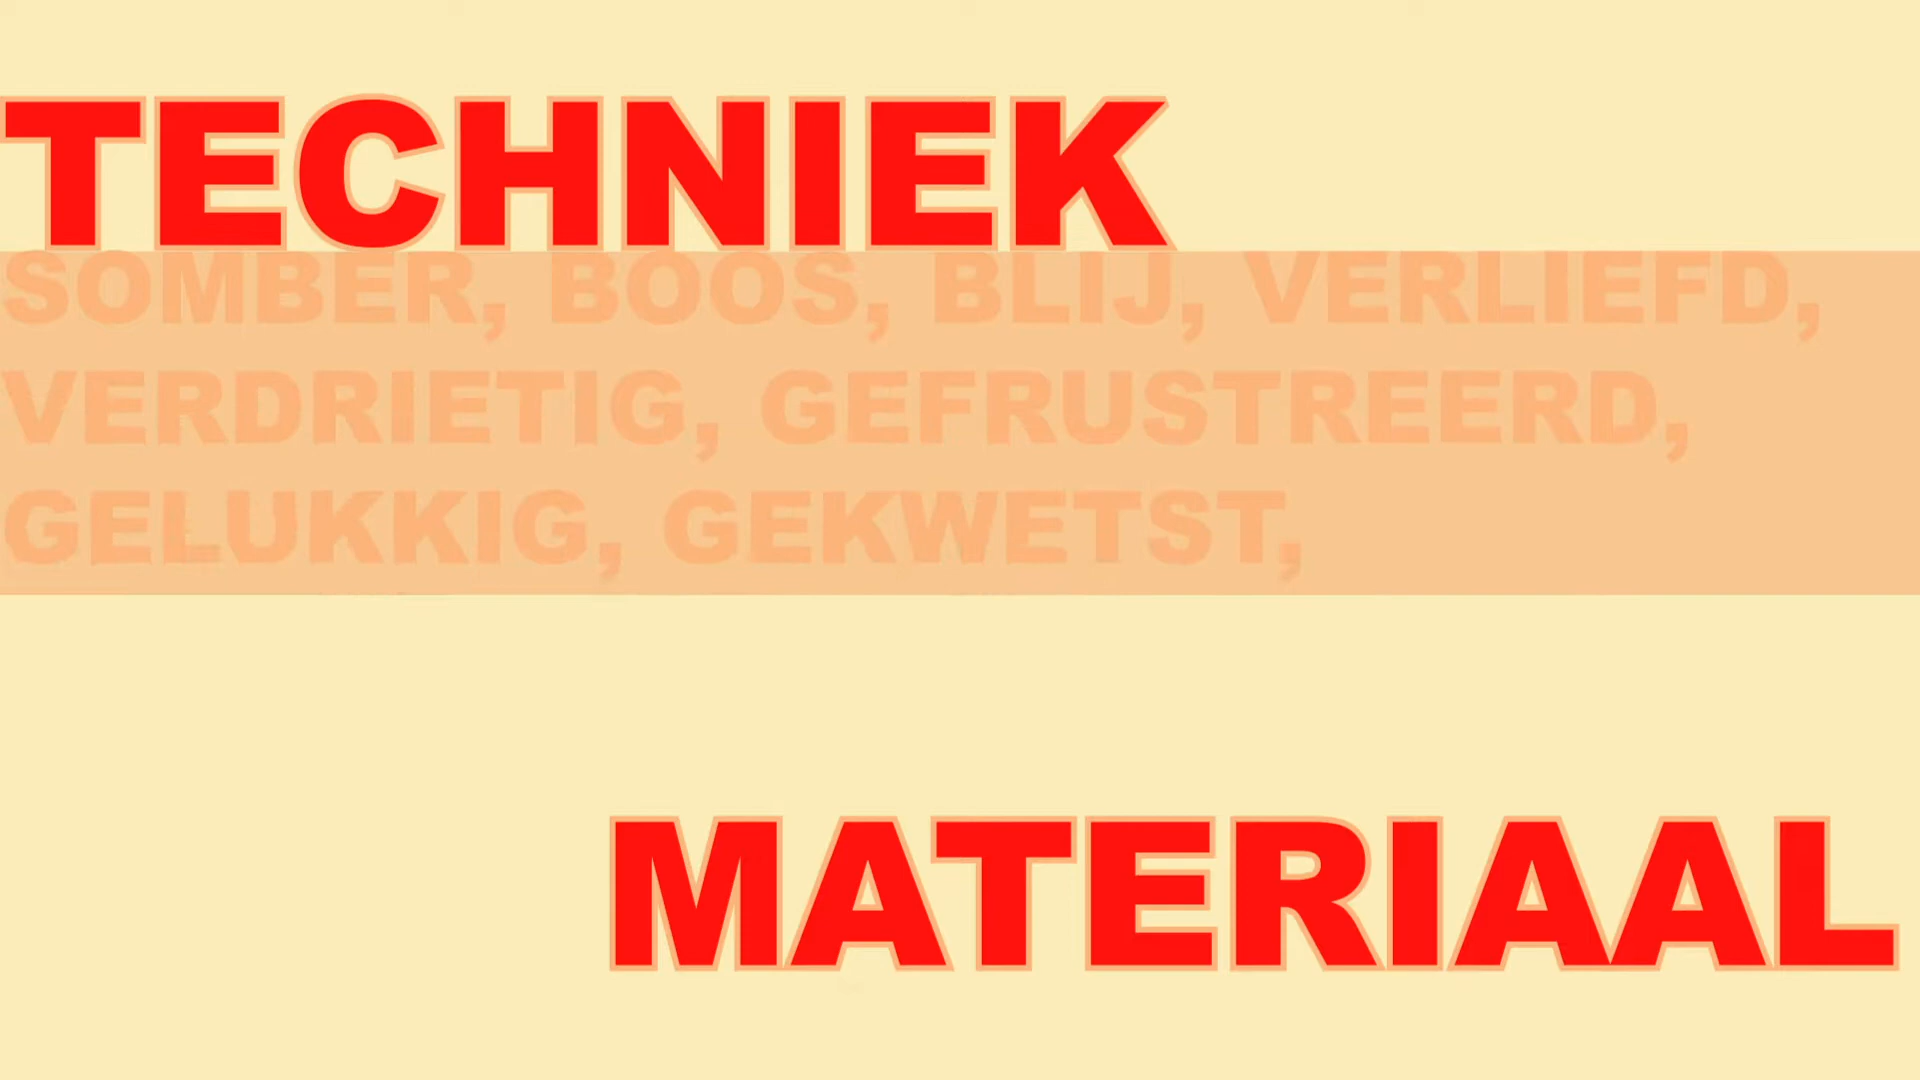 TECHNIEK
SOMBER, BOOS, BLIJ, VERLIEFD,
VERDRIETIG, GEFRUSTREERD,
GELUKKIG, GEKWETST,
MATERIAAL